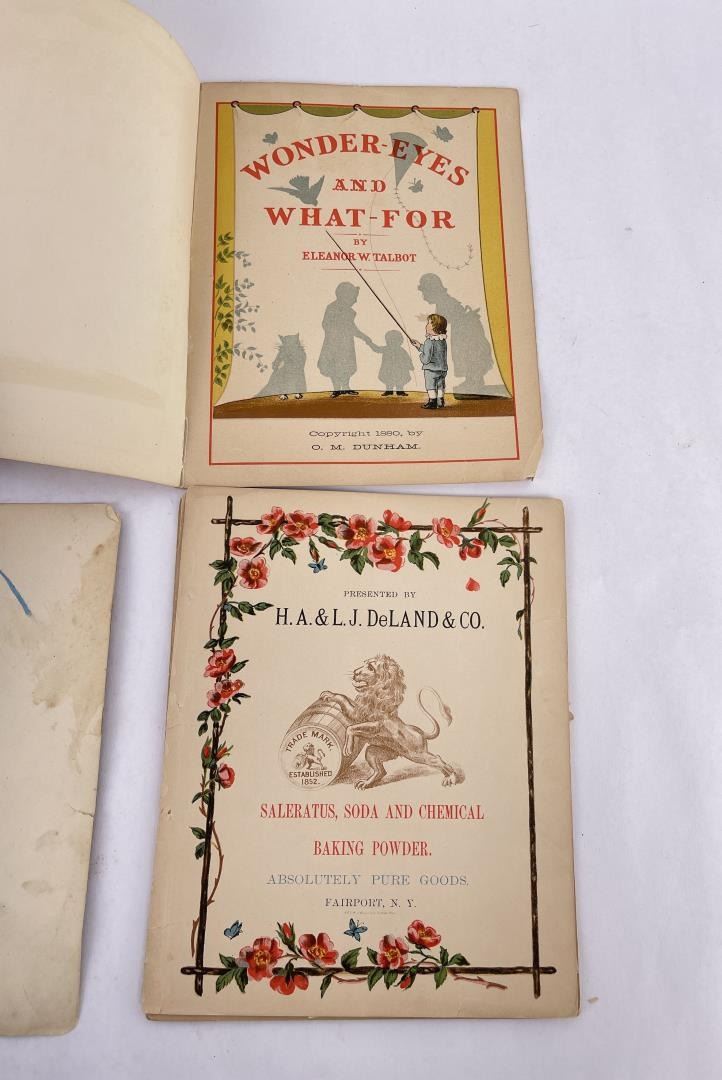 WONDER-EYES
AND
WHAT-FOR
BY
ELEANOR W. TALBOT
Copyright 1880, by
O. M. DUNHAM.
PRESENTED BY
H. A. & L. J. DeLAND & CO.
TRADE MARK.
ESTABLISHED
1852.
SALERATUS, SODA AND CHEMICAL
BAKING POWDER.
ABSOLUTELY PURE GOODS.
FAIRPORT, N. Y.